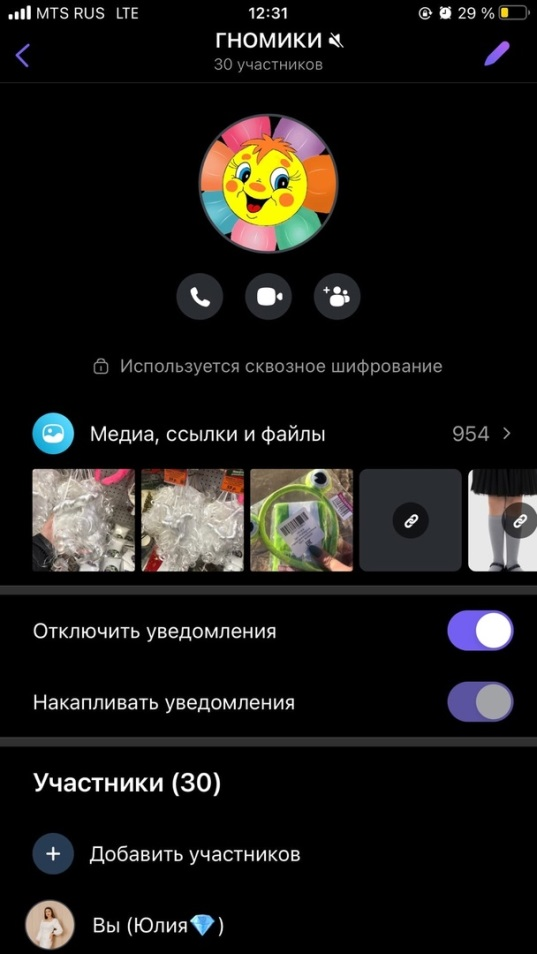 MTS RUS LTE 12:31 29 %
ГНОМИКИ
30 участников
Используется сквозное шифрование
Медиа, ссылки и файлы 954
Отключить уведомления
Накапливать уведомления
Участники (30)
Добавить участников
Вы (Юлия💎)